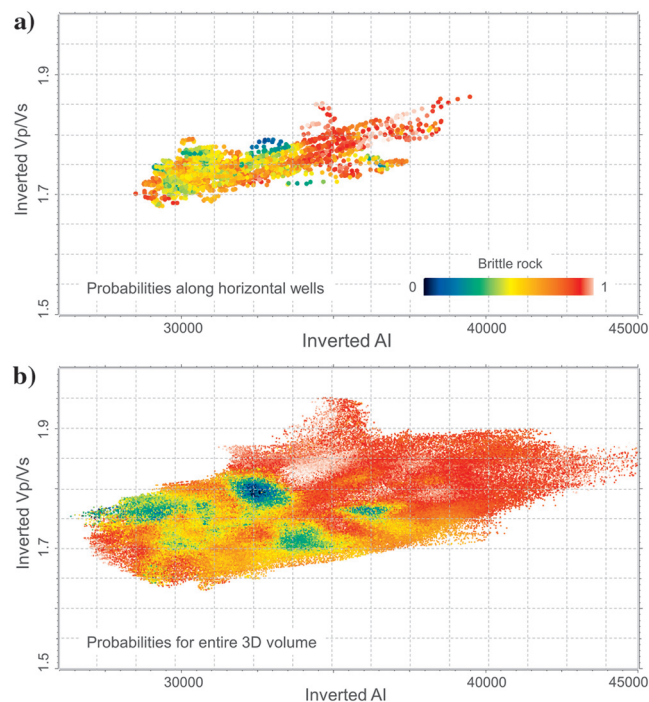 a)
1.9
1.7
1.5
Inverted Vp/Vs
Brittle rock
0
1
Probabilities along horizontal wells
30000
40000
45000
Inverted AI
b)
1.9
1.7
1.5
Inverted Vp/Vs
Probabilities for entire 3D volume
30000
40000
45000
Inverted AI